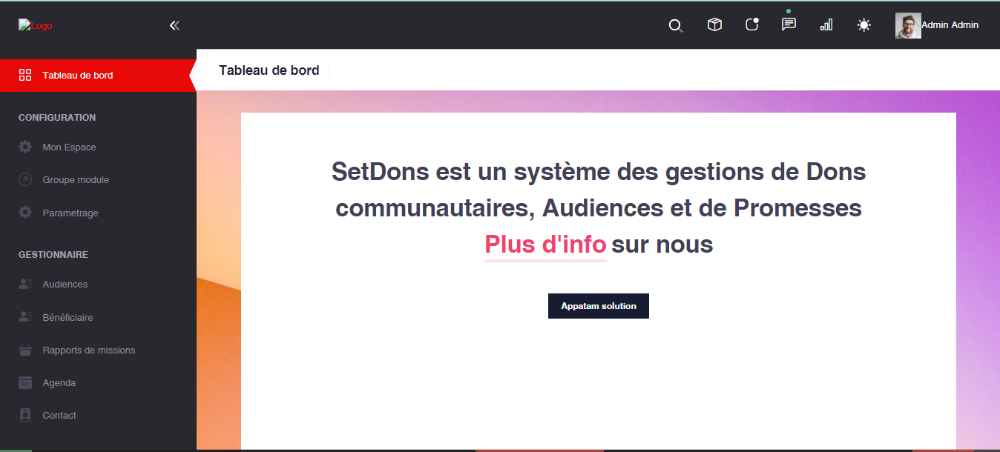 Logo
Admin Admin
Tableau de bord
Tableau de bord
CONFIGURATION
Mon Espace
Groupe module
Parametrage
GESTIONNAIRE
Audiences
Bénéficiaire
Rapports de missions
Agenda
Contact
SetDons est un système des gestions de Dons
communautaires, Audiences et de Promesses
Plus d'info sur nous
Appatam solution